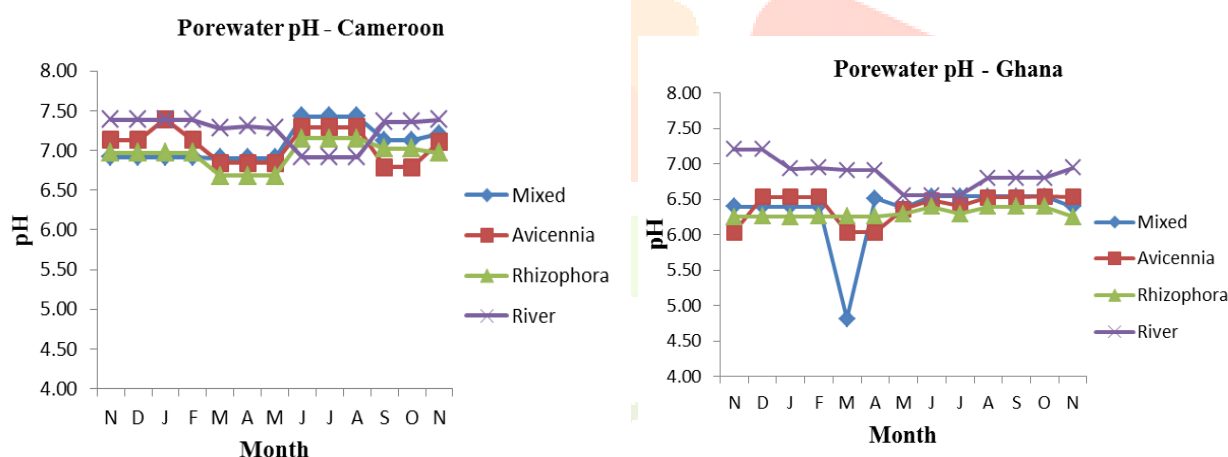 Porewater pH - Cameroon
8.00
7.50
7.00
6.50
6.00
5.50
5.00
4.50
4.00
pH
N D J F M A M J J A S O N
Month
Mixed
Avicennia
Rhizophora
River
Porewater pH - Ghana
8.00
7.50
7.00
6.50
6.00
5.50
5.00
4.50
4.00
pH
N D J F M A M J J A S O N
Month
Mixed
Avicennia
Rhizophora
River